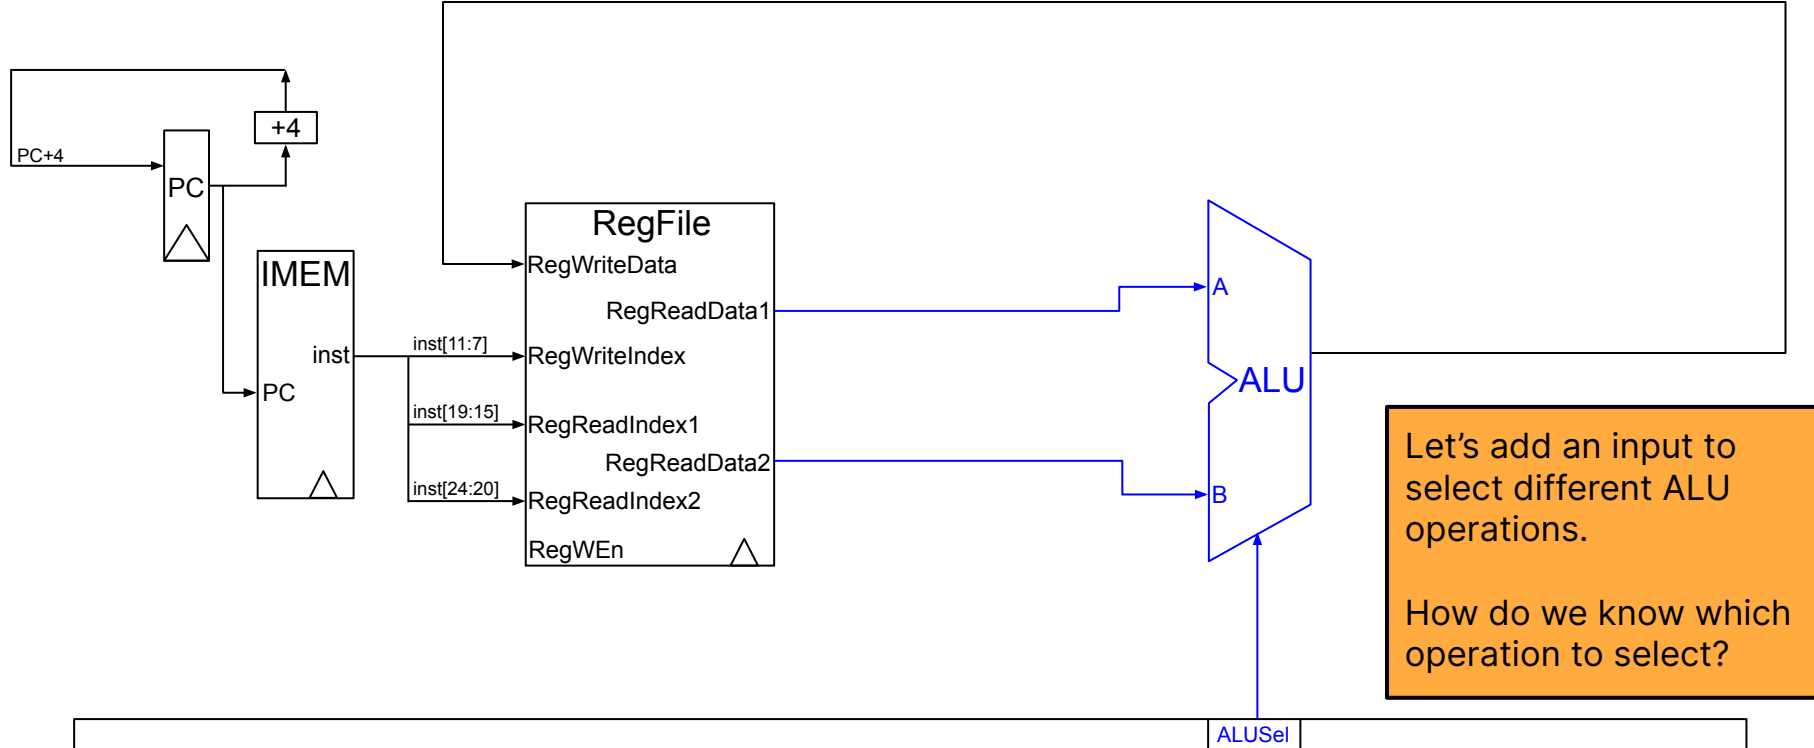 +4
PC+4
PC
IMEM
inst
PC
inst[11:7]
inst[19:15]
inst[24:20]
RegFile
RegWriteData
RegReadData1
RegWriteIndex
RegReadIndex1
RegReadData2
RegReadIndex2
RegWEn
A
ALU
B
ALUSel
Let’s add an input to
select different ALU
operations.
How do we know which
operation to select?